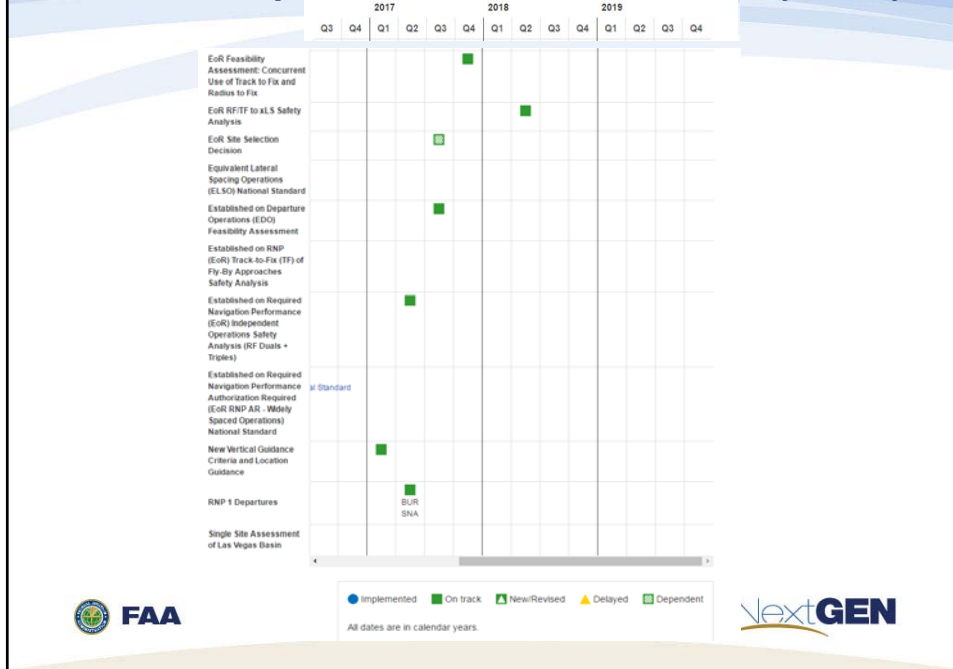 2017 2018 2019
Q3 Q4 Q1 Q2 Q3 Q4 Q1 Q2 Q3 Q4 Q1 Q2 Q3 Q4
EoR Feasibility
Assessment: Concurrent
Use of Track to Fix and
Radius to Fix
EoR RF/TF to xLS Safety
Analysis
EoR Site Selection
Decision
Equivalent Lateral
Spacing Operations
(ELSO) National Standard
Established on Departure
Operations (EDO)
Feasibility Assessment
Established on RNP
(EoR) Track-to-Fix (TF) of
Fly-By Approaches
Safety Analysis
Established on Required
Navigation Performance
(EoR) Independent
Operations Safety
Analysis (RF Duals +
Triples)
Established on Required
Navigation Performance
Authorization Required
(EoR RNP AR - Widely
Spaced Operations)
National Standard
al Standard
New Vertical Guidance
Criteria and Location
Guidance
RNP 1 Departures
BUR
SNA
Single Site Assessment
of Las Vegas Basin
Implemented On track New/Revised Delayed Dependent
All dates are in calendar years.
FAA
NextGEN